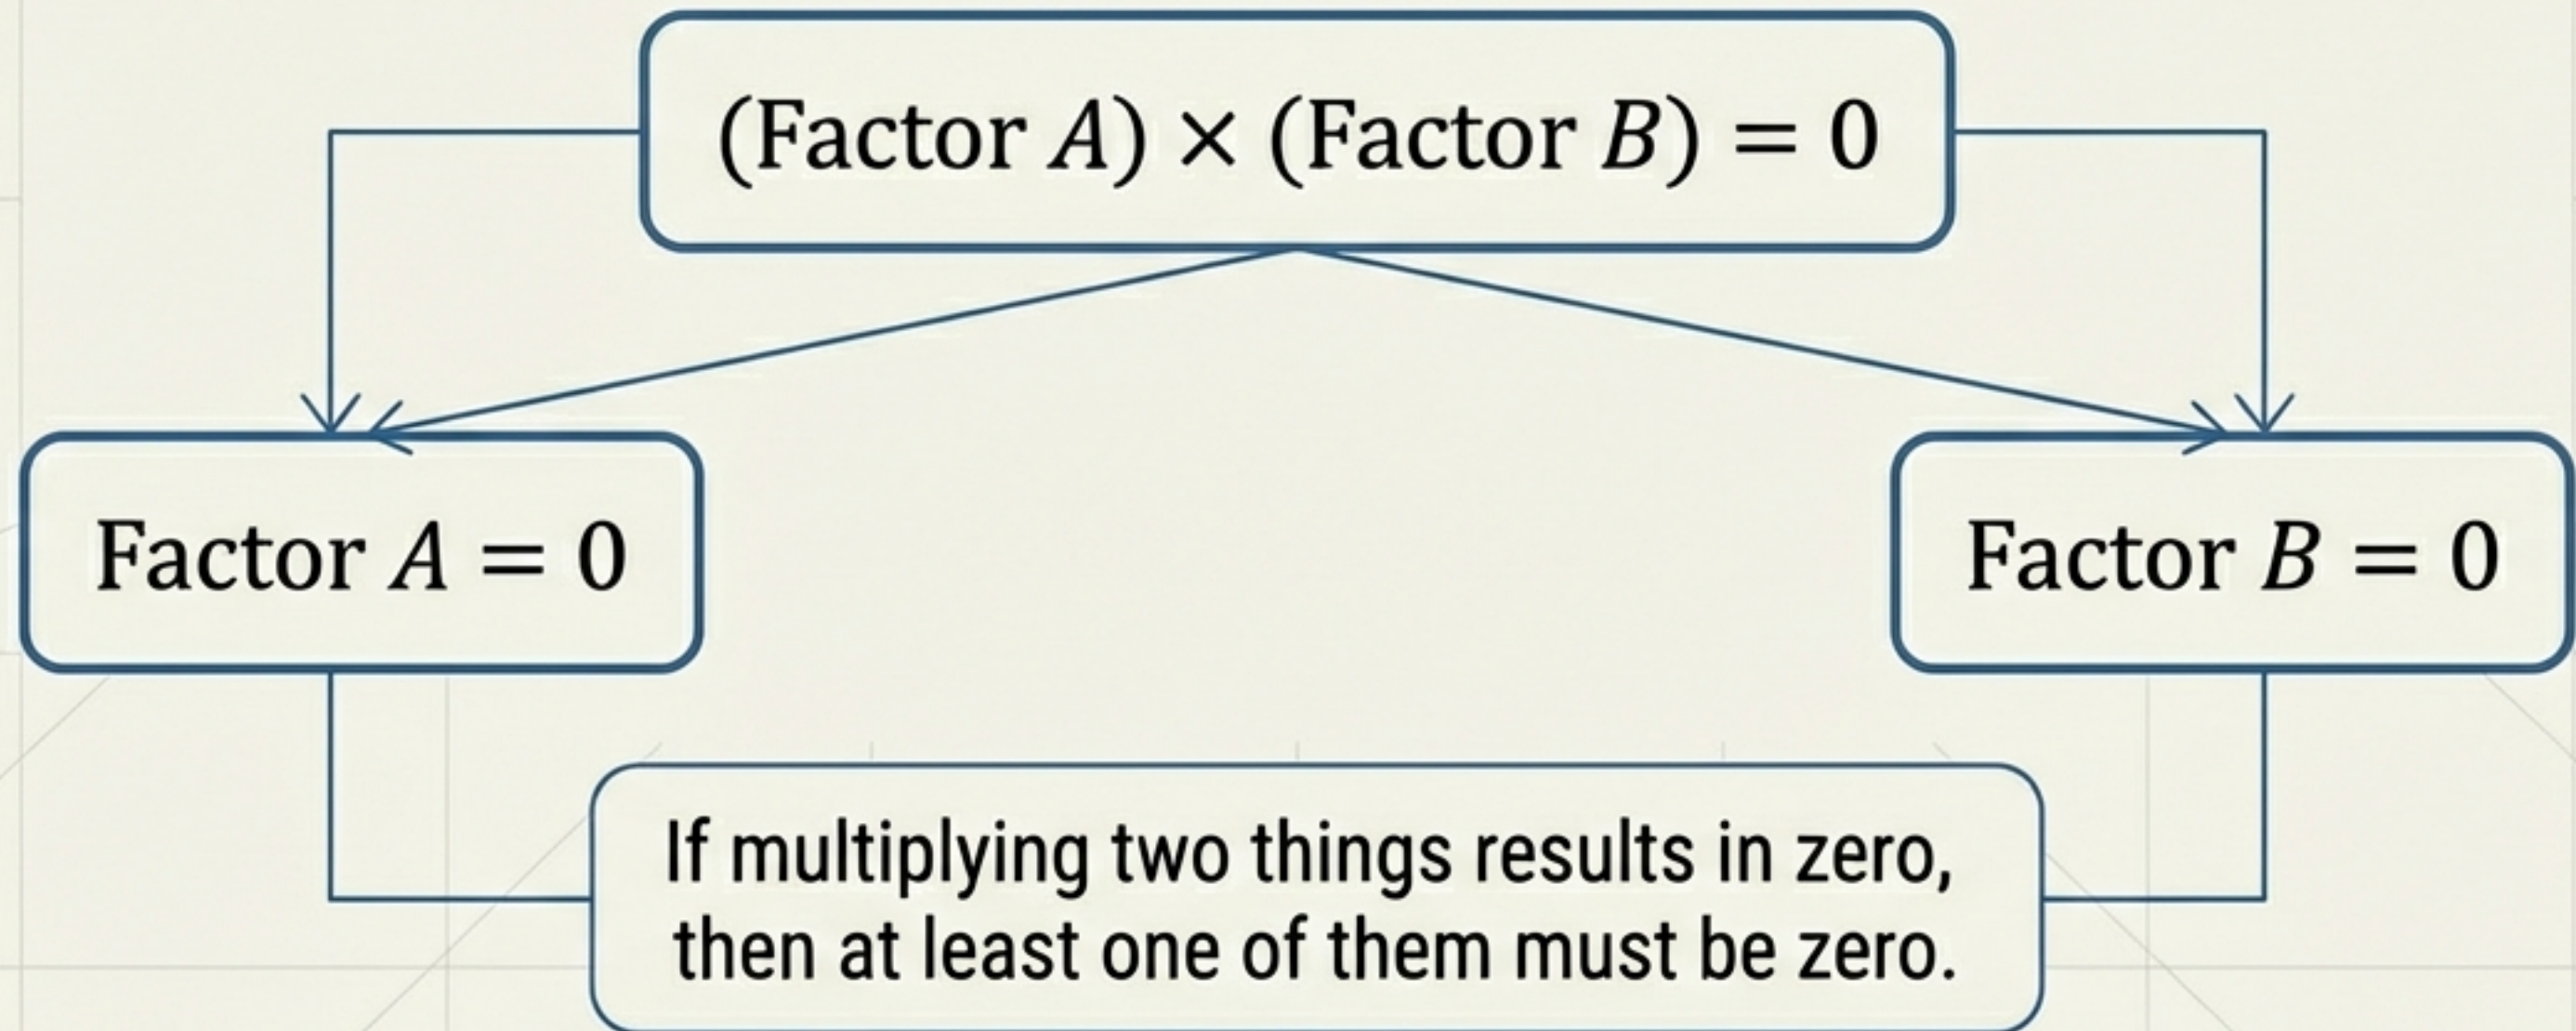 (Factor A) × (Factor B) = 0
Factor A = 0
Factor B = 0
If multiplying two things results in zero,
then at least one of them must be zero.